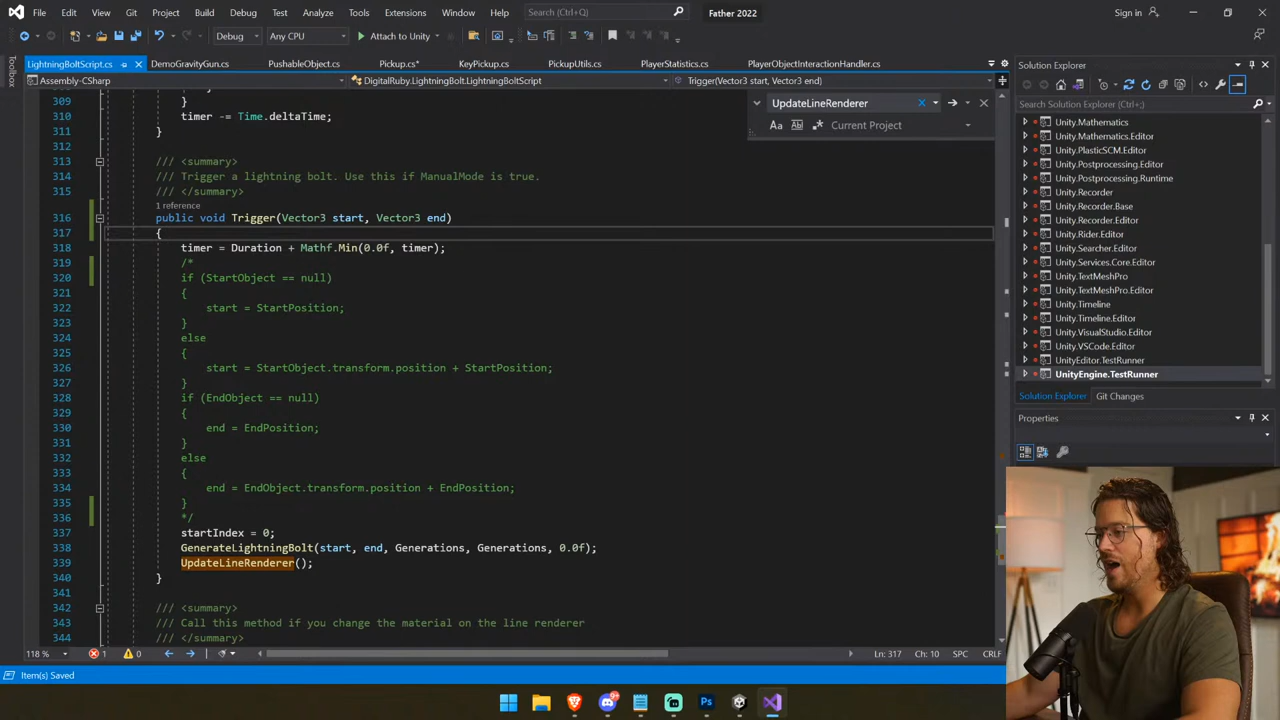 File Edit View Git Project Build Debug Test Analyze Tools Extensions Window Help Search (Ctrl+Q) Father 2022 Sign in
Debug Any CPU Attach to Unity
LightningBoltScript.cs DemoGravityGun.cs PushableObject.cs Pickup.cs* KeyPickup.cs PickupUtils.cs PlayerStatistics.cs PlayerObjectInteractionHandler.cs
Assembly-CSharp DigitalRuby.LightningBolt.LightningBoltScript Trigger(Vector3 start, Vector3 end)
Toolbox
UpdateLineRenderer
Aa Current Project
309 }
310 timer -= Time.deltaTime;
311 }
312
313 /// <summary>
314 /// Trigger a lightning bolt. Use this if ManualMode is true.
315 /// </summary>
1 reference
316 public void Trigger(Vector3 start, Vector3 end)
317 {
318 timer = Duration + Mathf.Min(0.0f, timer);
319 /*
320 if (StartObject == null)
321 {
322 start = StartPosition;
323 }
324 else
325 {
326 start = StartObject.transform.position + StartPosition;
327 }
328 if (EndObject == null)
329 {
330 end = EndPosition;
331 }
332 else
333 {
334 end = EndObject.transform.position + EndPosition;
335 }
336 */
337 startIndex = 0;
338 GenerateLightningBolt(start, end, Generations, Generations, 0.0f);
339 UpdateLineRenderer();
340 }
341
342 /// <summary>
343 /// Call this method if you change the material on the line renderer
344 /// </summary>
118 % 1 0 Ln: 317 Ch: 10 SPC CRLF
Item(s) Saved
Solution Explorer
Search Solution Explorer (Ctrl+;)
Unity.Mathematics
Unity.Mathematics.Editor
Unity.PlasticSCM.Editor
Unity.Postprocessing.Editor
Unity.Postprocessing.Runtime
Unity.Recorder
Unity.Recorder.Base
Unity.Recorder.Editor
Unity.Rider.Editor
Unity.Searcher.Editor
Unity.Services.Core.Editor
Unity.TextMeshPro
Unity.TextMeshPro.Editor
Unity.Timeline
Unity.Timeline.Editor
Unity.VisualStudio.Editor
Unity.VSCode.Editor
UnityEditor.TestRunner
UnityEngine.TestRunner
Solution Explorer Git Changes
Properties
Ps